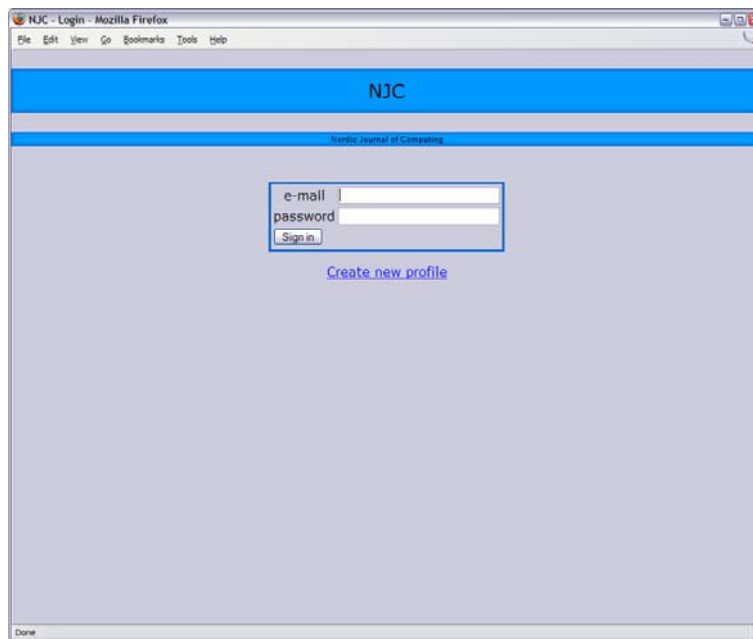 NJC - Login - Mozilla Firefox
File Edit View Go Bookmarks Tools Help
NJC
Nordic Journal of Computing
e-mail
password
Sign in
Create new profile
Done